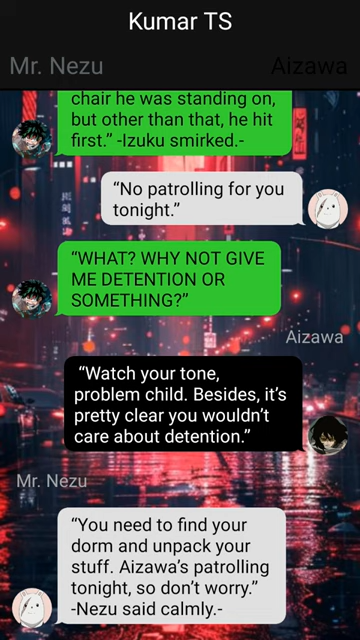 Kumar TS
Mr. Nezu
Aizawa
chair he was standing on,
but other than that, he hit
first.” -Izuku smirked.-
“No patrolling for you
tonight.”
“WHAT? WHY NOT GIVE
ME DETENTION OR
SOMETHING?”
Aizawa
“Watch your tone,
problem child. Besides, it’s
pretty clear you wouldn’t
care about detention.”
Mr. Nezu
“You need to find your
dorm and unpack your
stuff. Aizawa’s patrolling
tonight, so don’t worry.”
-Nezu said calmly.-